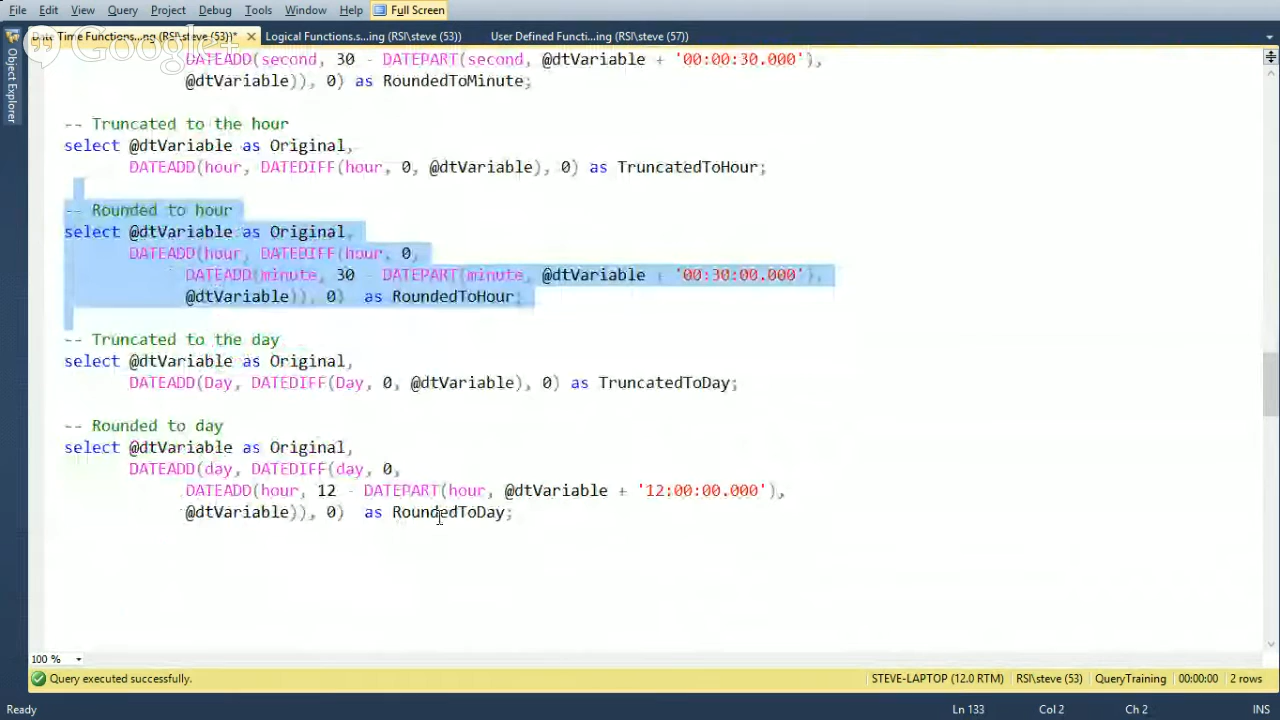 File Edit View Query Project Debug Tools Window Help Full Screen
Date Time Functions...ng (RSI\steve (53))* × Logical Functions.s...ing (RSI\steve (53)) User Defined Functi...ing (RSI\steve (57))
Google+
Object Explorer
DATEADD(second, 30 - DATEPART(second, @dtVariable + '00:00:30.000'),
@dtVariable)), 0) as RoundedToMinute;
-- Truncated to the hour
select @dtVariable as Original,
DATEADD(hour, DATEDIFF(hour, 0, @dtVariable), 0) as TruncatedToHour;
-- Rounded to hour
select @dtVariable as Original,
DATEADD(hour, DATEDIFF(hour, 0,
DATEADD(minute, 30 - DATEPART(minute, @dtVariable + '00:30:00.000'),
@dtVariable)), 0) as RoundedToHour;
-- Truncated to the day
select @dtVariable as Original,
DATEADD(Day, DATEDIFF(Day, 0, @dtVariable), 0) as TruncatedToDay;
-- Rounded to day
select @dtVariable as Original,
DATEADD(day, DATEDIFF(day, 0,
DATEADD(hour, 12 - DATEPART(hour, @dtVariable + '12:00:00.000'),
@dtVariable)), 0) as RoundedToDay;
100 %
Query executed successfully. STEVE-LAPTOP (12.0 RTM) RSI\steve (53) QueryTraining 00:00:00 2 rows
Ready Ln 133 Col 2 Ch 2 INS